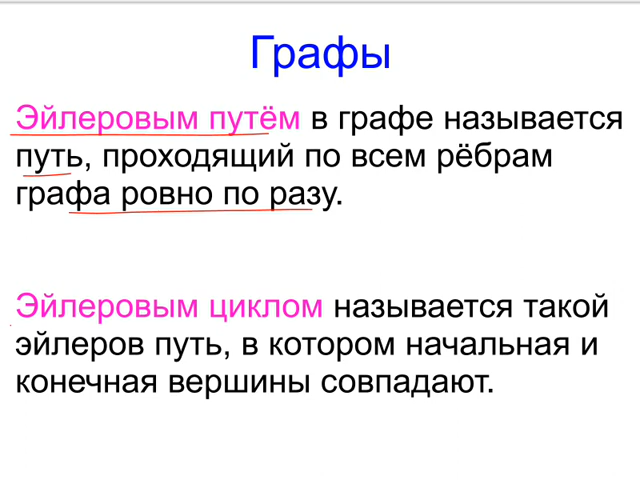 Графы
Эйлеровым путём в графе называется
путь, проходящий по всем рёбрам
графа ровно по разу.
Эйлеровым циклом называется такой
эйлеров путь, в котором начальная и
конечная вершины совпадают.